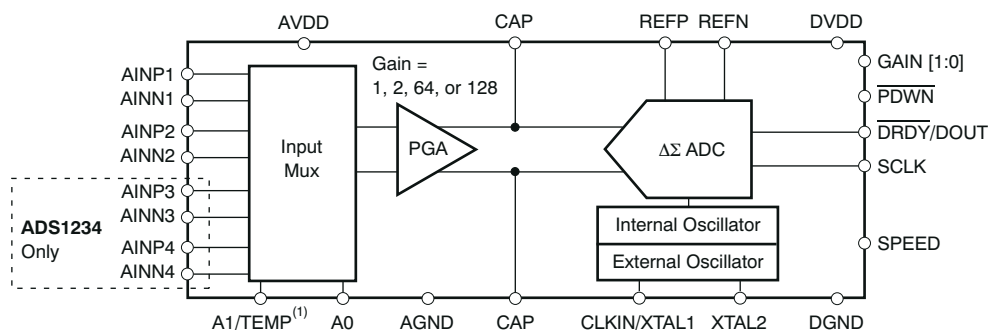 AVDD
CAP
REFP REFN
DVDD
Gain =
1, 2, 64, or 128
GAIN [1:0]
AINP1
AINN1
PDWN
AINP2
AINN2
Input
Mux
PGA
ΔΣ ADC
DRDY/DOUT
SCLK
AINP3
AINN3
ADS1234
Only
AINP4
AINN4
Internal Oscillator
External Oscillator
SPEED
A1/TEMP(1)
A0
AGND
CAP
CLKIN/XTAL1
XTAL2
DGND